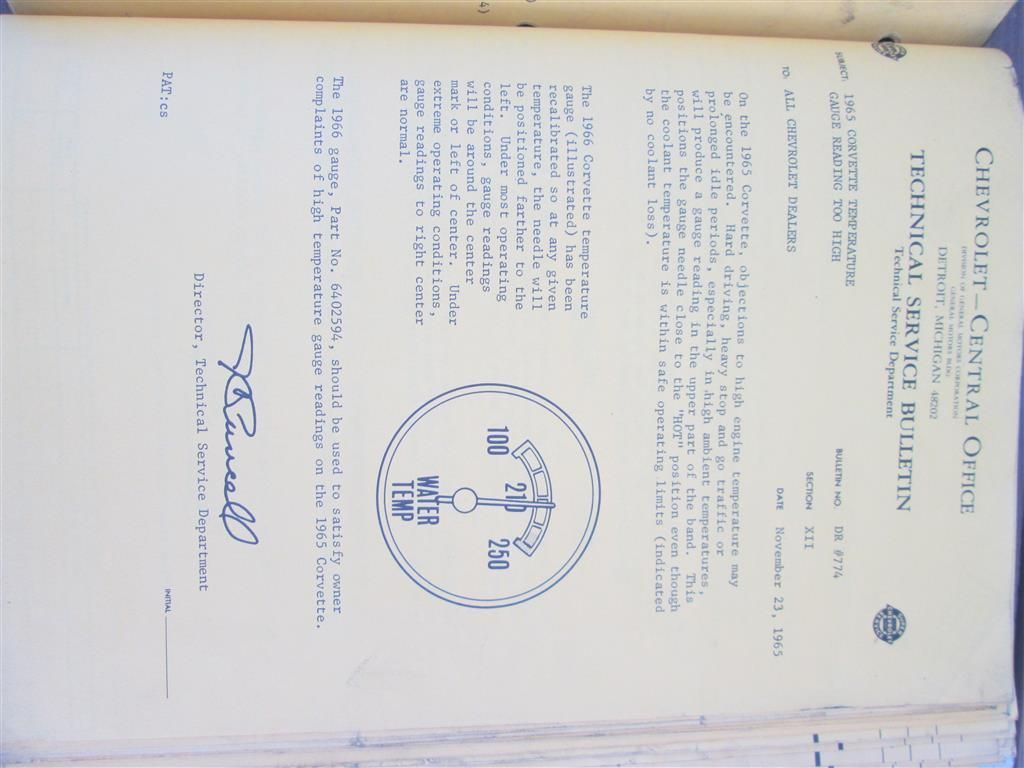 4)
CHEVROLET—CENTRAL OFFICE
DIVISION OF GENERAL MOTORS CORPORATION
GENERAL MOTORS BLDG.
DETROIT, MICHIGAN 48202
TECHNICAL SERVICE BULLETIN
Technical Service Department
SUBJECT: 1965 CORVETTE TEMPERATURE
GAUGE READING TOO HIGH
BULLETIN NO. DR #774
SECTION XII
TO: ALL CHEVROLET DEALERS
DATE November 23, 1965
On the 1965 Corvette, objections to high engine temperature may
be encountered. Hard driving, heavy stop and go traffic or
prolonged idle periods, especially in high ambient temperatures,
will produce a gauge reading in the upper part of the band. This
positions the gauge needle close to the "HOT" position even though
the coolant temperature is within safe operating limits (indicated
by no coolant loss).
The 1966 Corvette temperature
gauge (illustrated) has been
recalibrated so at any given
temperature, the needle will
be positioned farther to the
left. Under most operating
conditions, gauge readings
will be around the center
mark or left of center. Under
extreme operating conditions,
gauge readings to right center
are normal.
100 210 250
WATER
TEMP
The 1966 gauge, Part No. 6402594, should be used to satisfy owner
complaints of high temperature gauge readings on the 1965 Corvette.
Director, Technical Service Department
PAT:cs
INITIAL